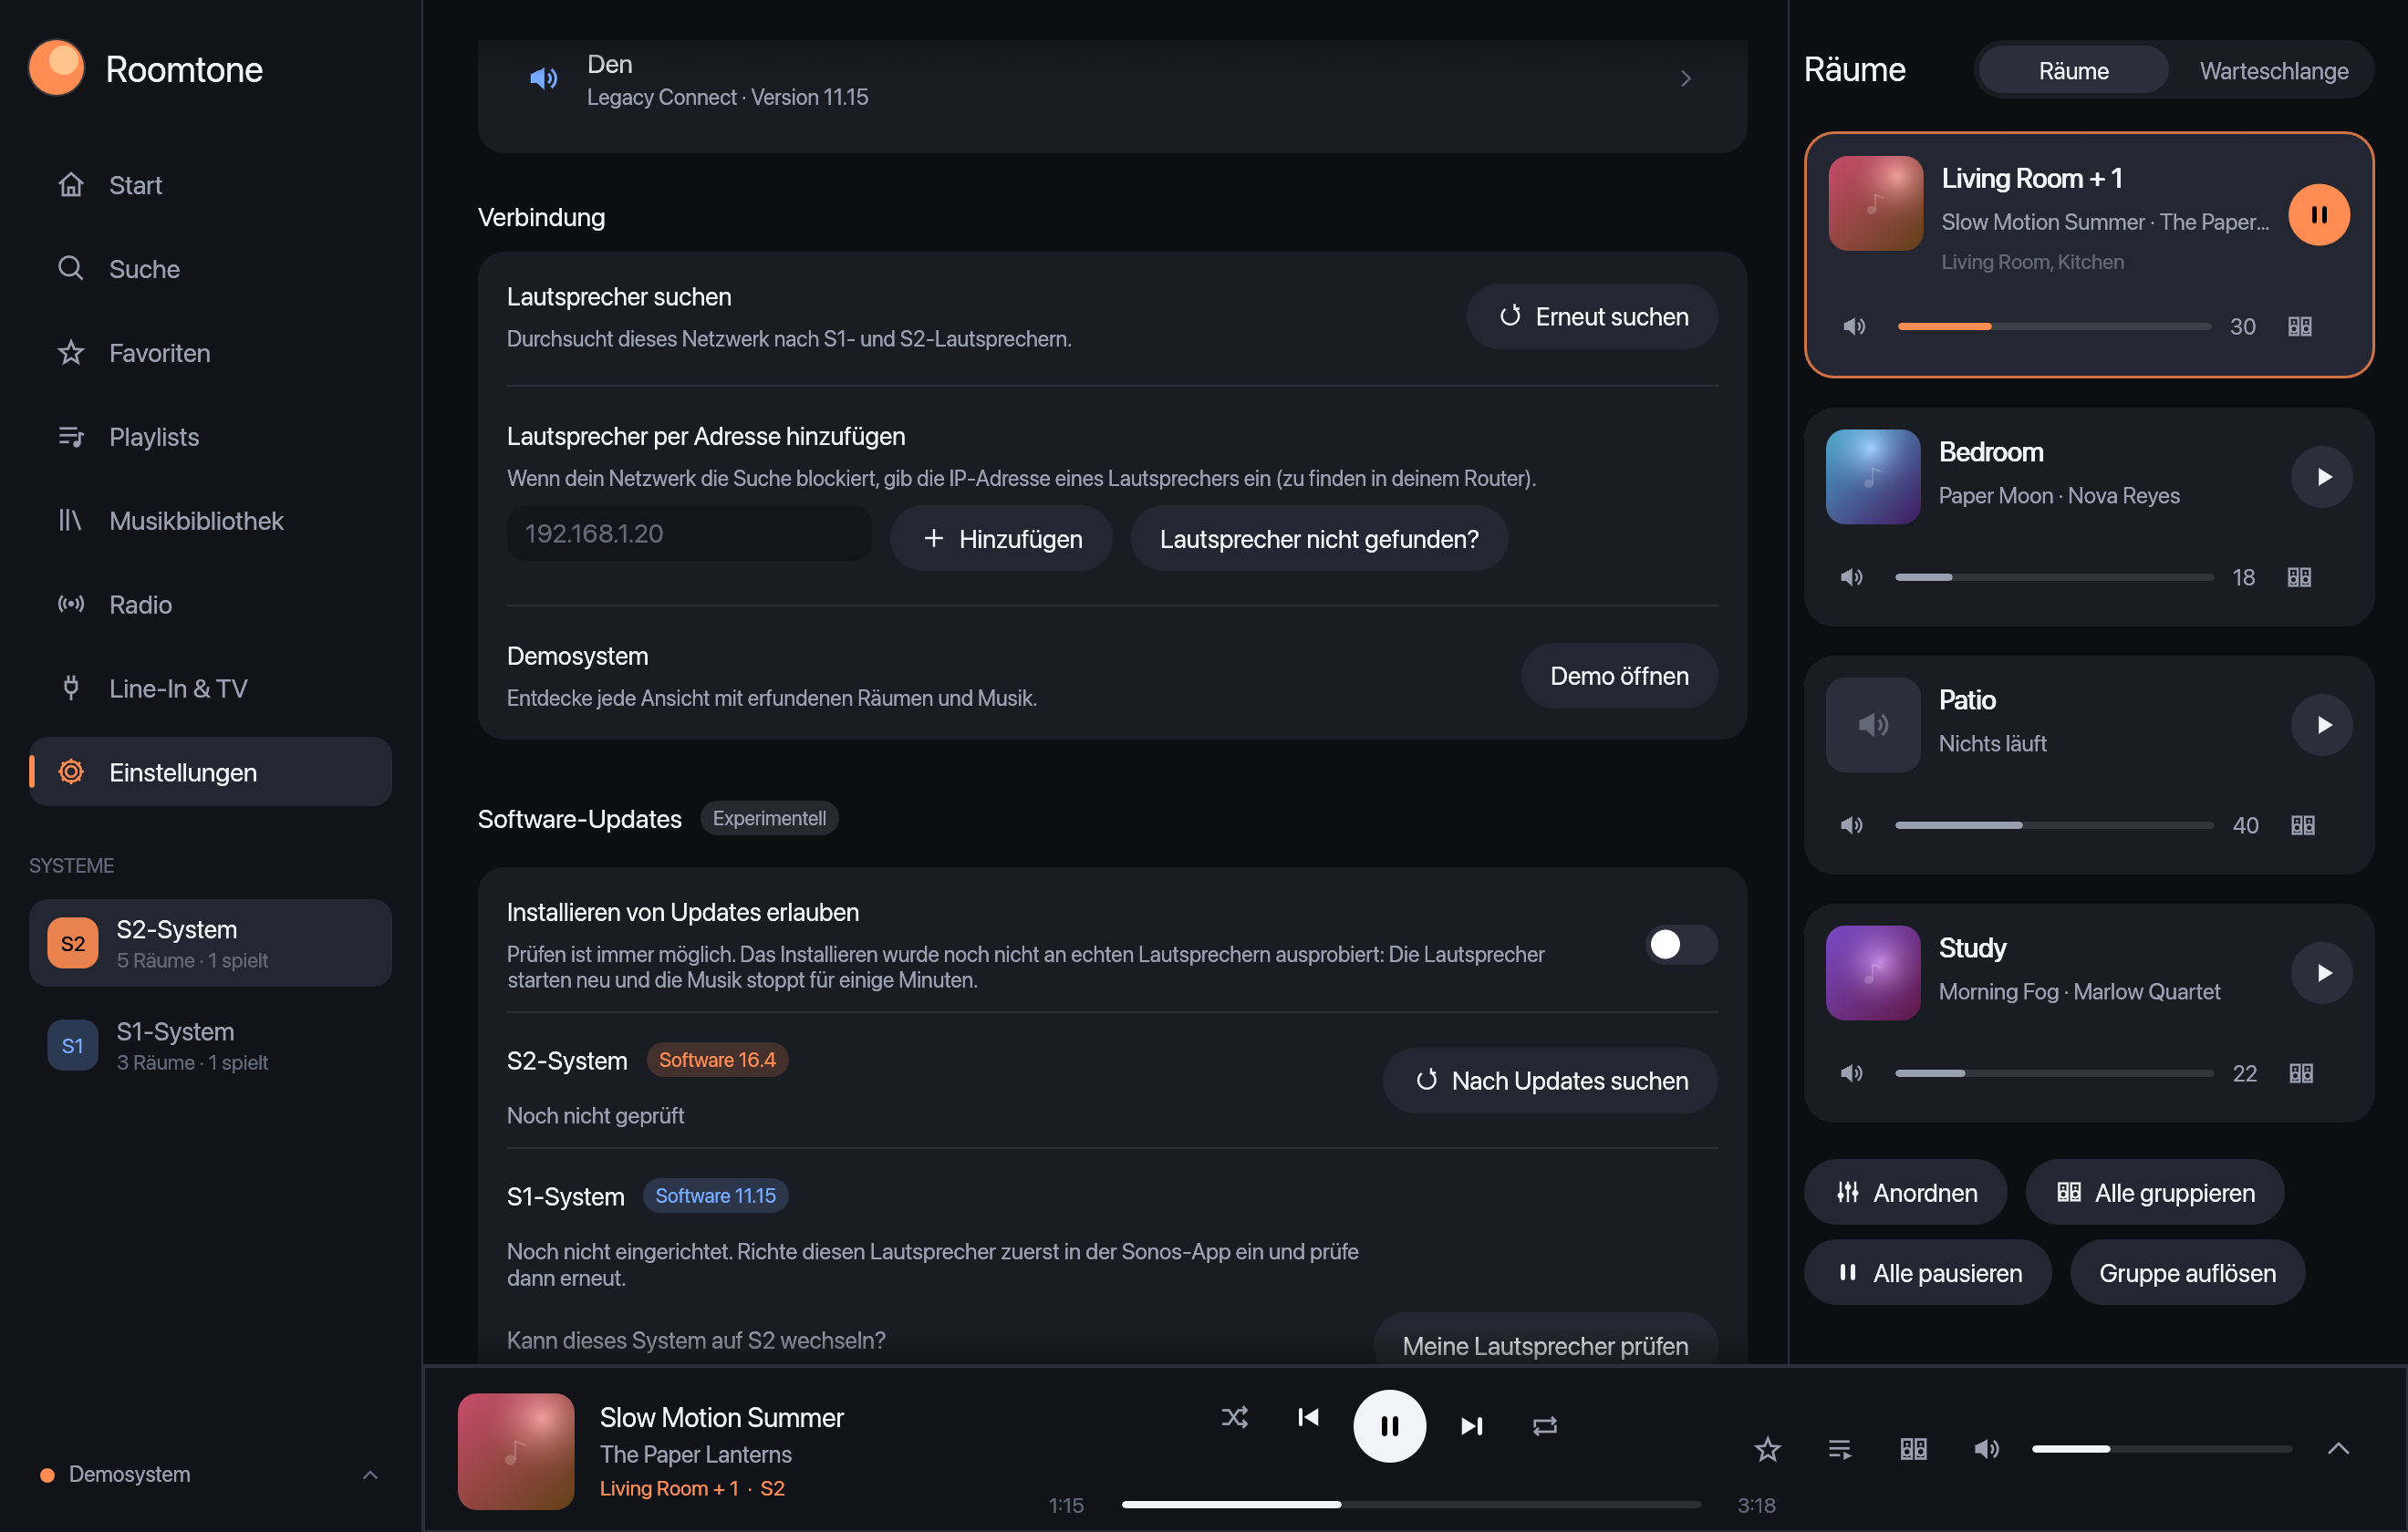 Roomtone
Start
Suche
Favoriten
Playlists
Musikbibliothek
Radio
Line-In & TV
Einstellungen
SYSTEME
S2
S2-System
5 Räume · 1 spielt
S1
S1-System
3 Räume · 1 spielt
Demosystem
Den
Legacy Connect · Version 11.15
Verbindung
Lautsprecher suchen
Durchsucht dieses Netzwerk nach S1- und S2-Lautsprechern.
Erneut suchen
Lautsprecher per Adresse hinzufügen
Wenn dein Netzwerk die Suche blockiert, gib die IP-Adresse eines Lautsprechers ein (zu finden in deinem Router).
192.168.1.20
Hinzufügen
Lautsprecher nicht gefunden?
Demosystem
Entdecke jede Ansicht mit erfundenen Räumen und Musik.
Demo öffnen
Software-Updates
Experimentell
Installieren von Updates erlauben
Prüfen ist immer möglich. Das Installieren wurde noch nicht an echten Lautsprechern ausprobiert: Die Lautsprecher
starten neu und die Musik stoppt für einige Minuten.
S2-System
Software 16.4
Noch nicht geprüft
Nach Updates suchen
S1-System
Software 11.15
Noch nicht eingerichtet. Richte diesen Lautsprecher zuerst in der Sonos-App ein und prüfe
dann erneut.
Kann dieses System auf S2 wechseln?
Meine Lautsprecher prüfen
Räume
Räume
Warteschlange
Living Room + 1
Slow Motion Summer · The Paper...
Living Room, Kitchen
30
Bedroom
Paper Moon · Nova Reyes
18
Patio
Nichts läuft
40
Study
Morning Fog · Marlow Quartet
22
Anordnen
Alle gruppieren
Alle pausieren
Gruppe auflösen
Slow Motion Summer
The Paper Lanterns
Living Room + 1 · S2
1:15
3:18